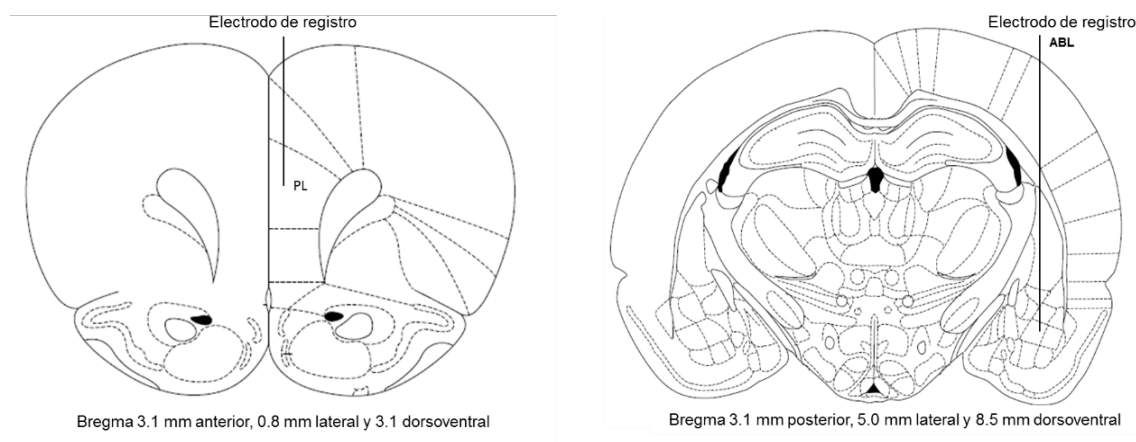 Electrodo de registro
PL
Bregma 3.1 mm anterior, 0.8 mm lateral y 3.1 dorsoventral
Electrodo de registro
ABL
Bregma 3.1 mm posterior, 5.0 mm lateral y 8.5 mm dorsoventral